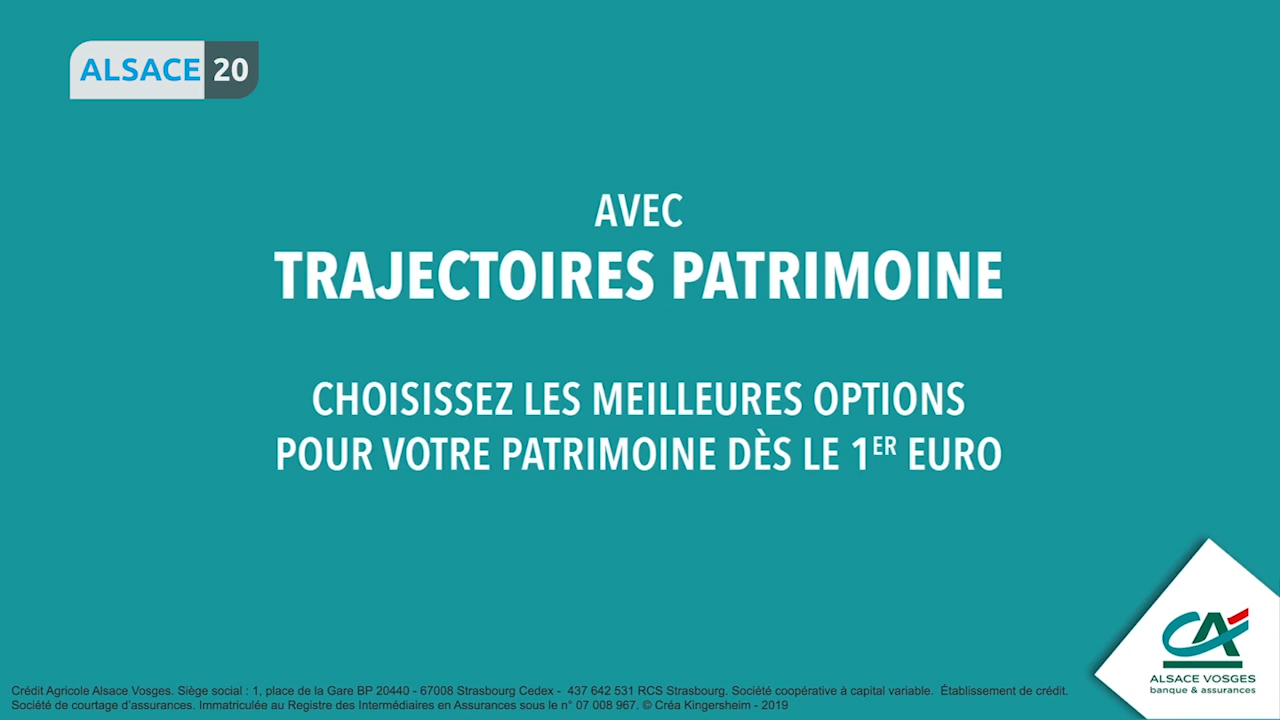 ALSACE 20
AVEC
TRAJECTOIRES PATRIMOINE
CHOISISSEZ LES MEILLEURES OPTIONS
POUR VOTRE PATRIMOINE DÈS LE 1ER EURO
CA
ALSACE VOSGES
banque & assurances
Crédit Agricole Alsace Vosges. Siège social : 1, place de la Gare BP 20440 - 67008 Strasbourg Cedex - 437 642 531 RCS Strasbourg. Société coopérative à capital variable. Établissement de crédit.
Société de courtage d'assurances. Immatriculée au Registre des Intermédiaires en Assurances sous le n° 07 008 967. © Créa Kingersheim - 2019